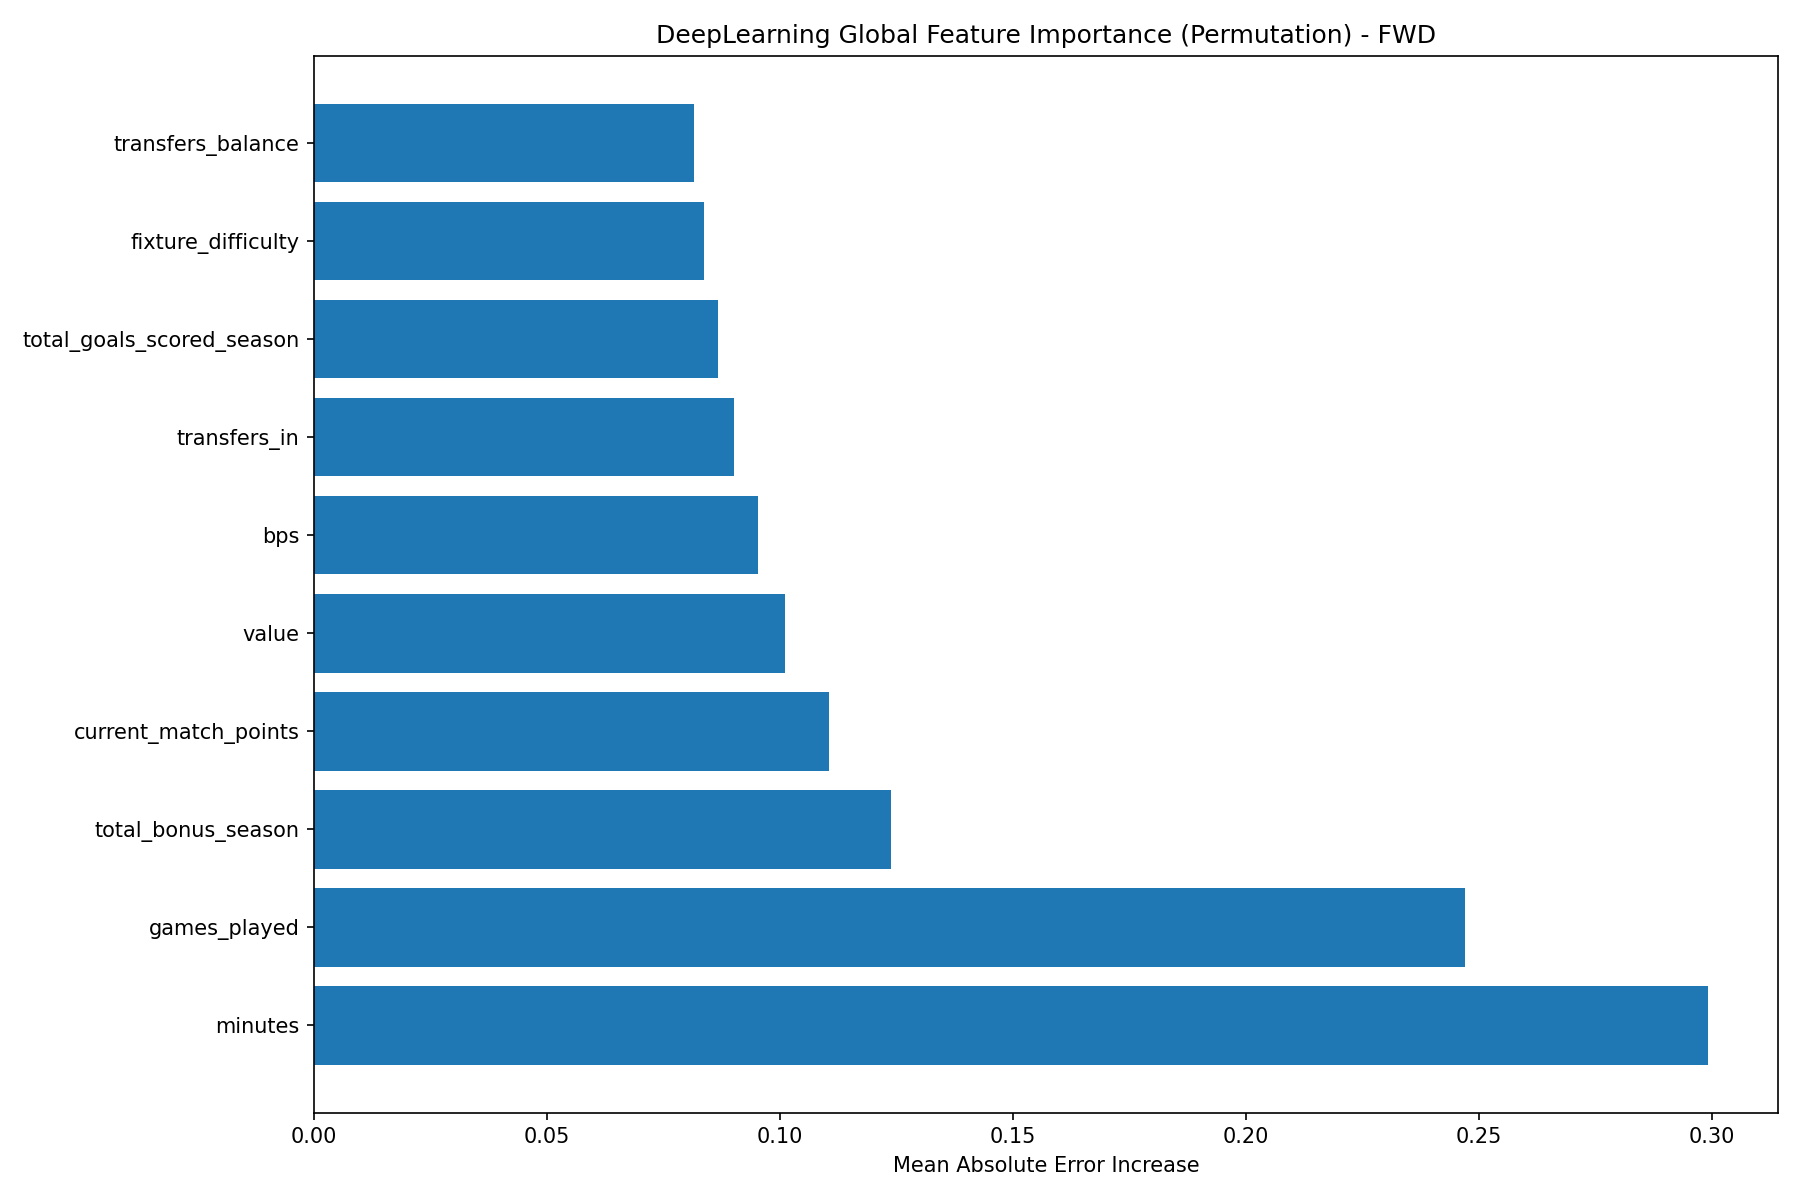 DeepLearning Global Feature Importance (Permutation) - FWD
transfers_balance
fixture_difficulty
total_goals_scored_season
transfers_in
bps
value
current_match_points
total_bonus_season
games_played
minutes
0.00 0.05 0.10 0.15 0.20 0.25 0.30
Mean Absolute Error Increase